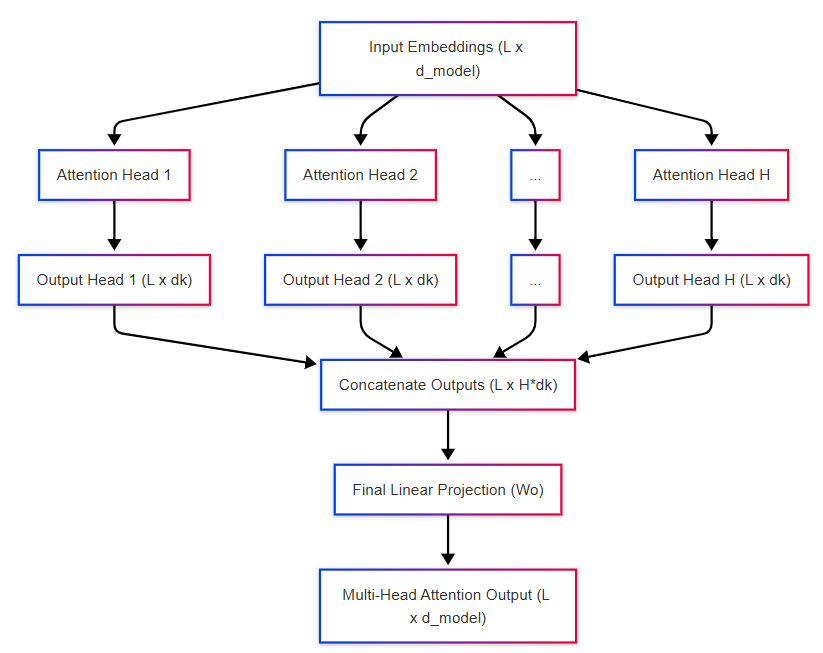 Input Embeddings (L x
d_model)
Attention Head 1
Attention Head 2
...
Attention Head H
Output Head 1 (L x dk)
Output Head 2 (L x dk)
...
Output Head H (L x dk)
Concatenate Outputs (L x H*dk)
Final Linear Projection (Wo)
Multi-Head Attention Output (L
x d_model)